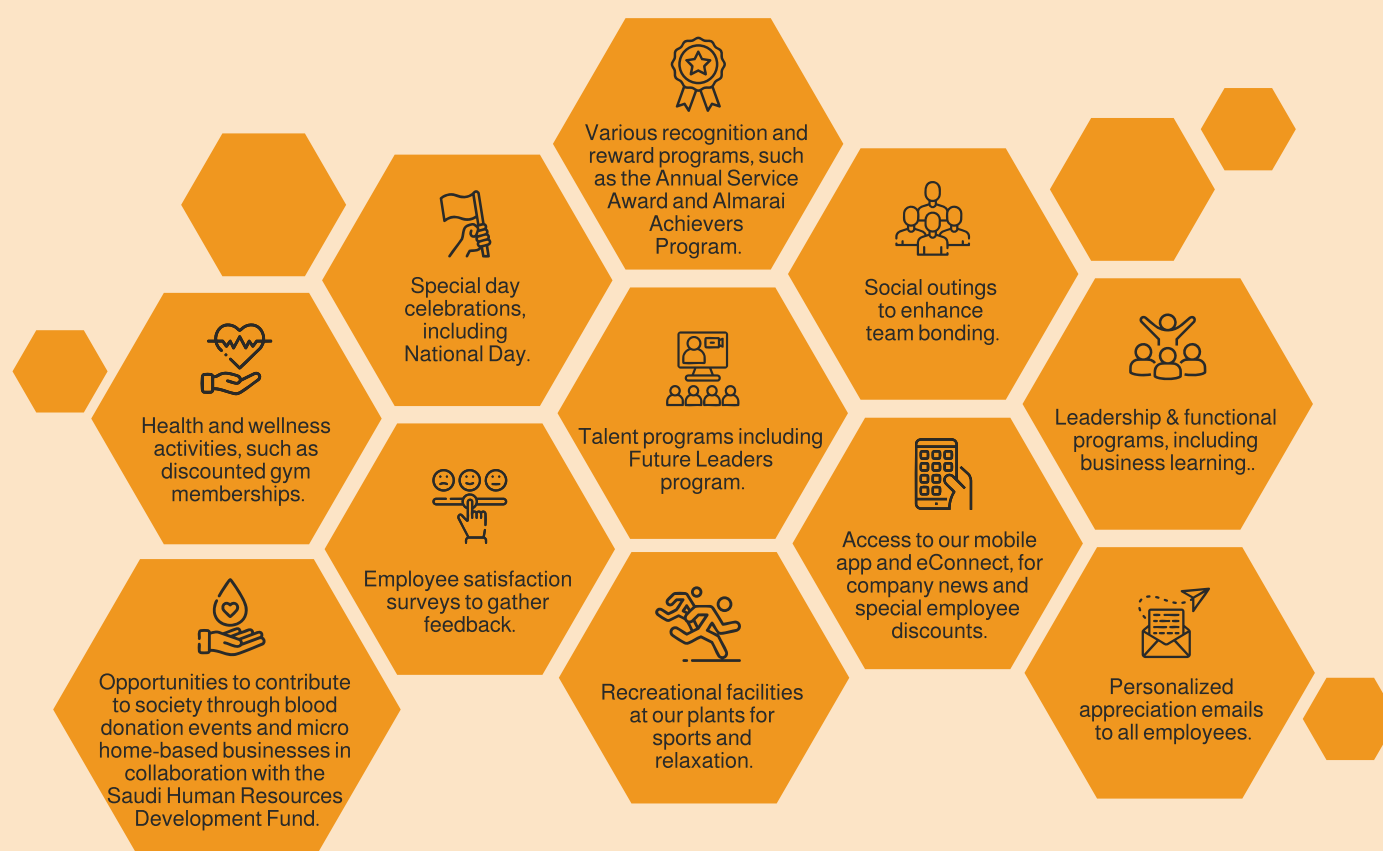 Various recognition and
reward programs, such
as the Annual Service
Award and Almarai
Achievers
Program.
Special day
celebrations,
including
National Day.
Social outings
to enhance
team bonding.
Health and wellness
activities, such as
discounted gym
memberships.
Talent programs including
Future Leaders
program.
Leadership & functional
programs, including
business learning..
Employee satisfaction
surveys to gather
feedback.
Access to our mobile
app and eConnect, for
company news and
special employee
discounts.
Opportunities to contribute
to society through blood
donation events and micro
home-based businesses in
collaboration with the
Saudi Human Resources
Development Fund.
Recreational facilities
at our plants for
sports and
relaxation.
Personalized
appreciation emails
to all employees.